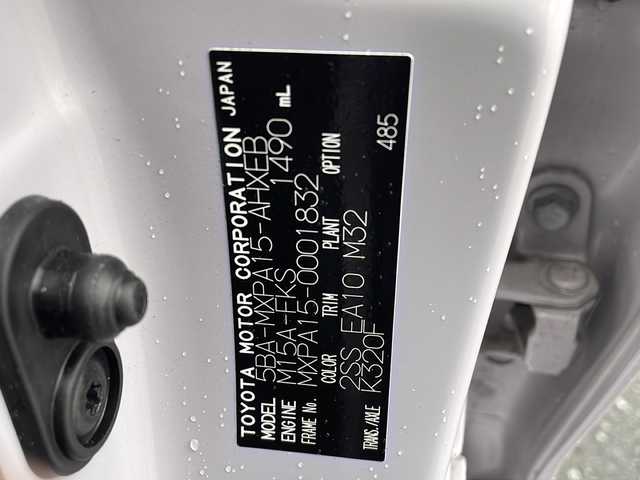 TOYOTA MOTOR CORPORATION JAPAN
MODEL 5BA-MXPA15-AHXEB
ENGINE M15A-FKS 1490 mL
FRAME No. MXPA15-0001832
COLOR TRIM PLANT OPTION
2SS EA10 M32
TRANS./AXLE K320F 485